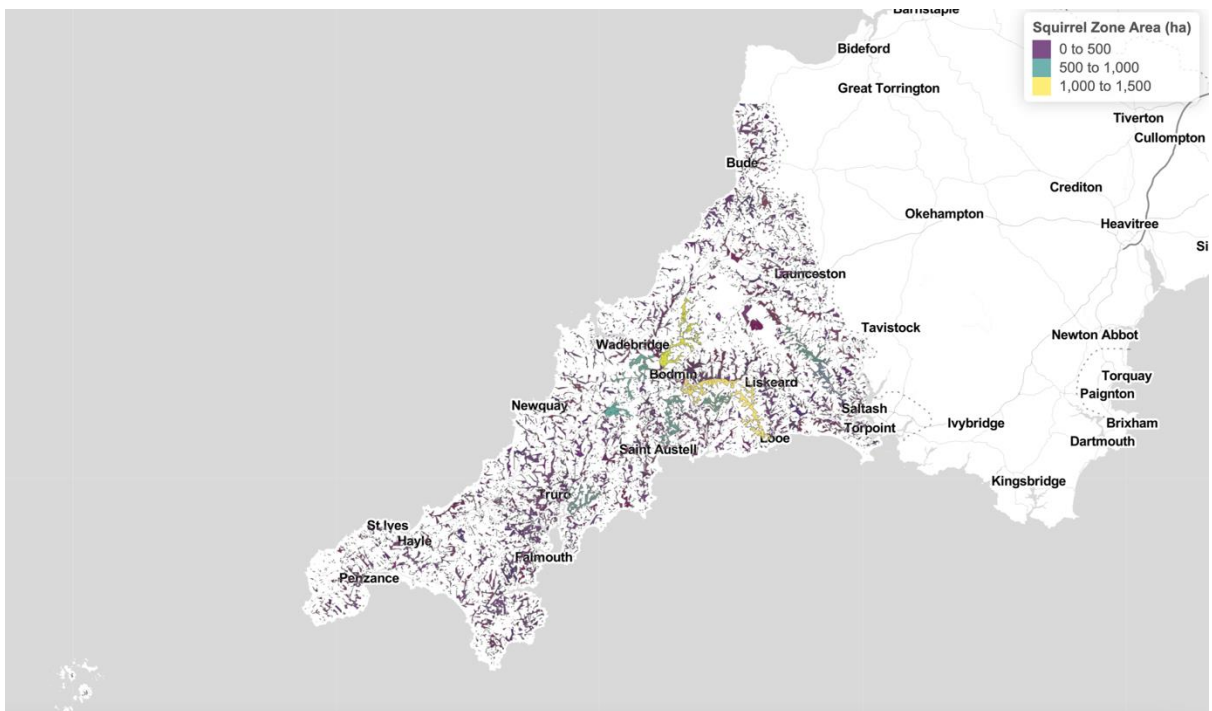 Barnstaple
Squirrel Zone Area (ha)
0 to 500
500 to 1,000
1,000 to 1,500
Bideford
Great Torrington
Tiverton
Cullompton
Bude
Crediton
Okehampton
Heavitree
Si
Launceston
Tavistock
Newton Abbot
Wadebridge
Bodmin
Liskeard
Torquay
Paignton
Newquay
Saltash
Torpoint
Ivybridge
Brixham
Dartmouth
Looe
Saint Austell
Kingsbridge
Truro
St Ives
Hayle
Falmouth
Penzance